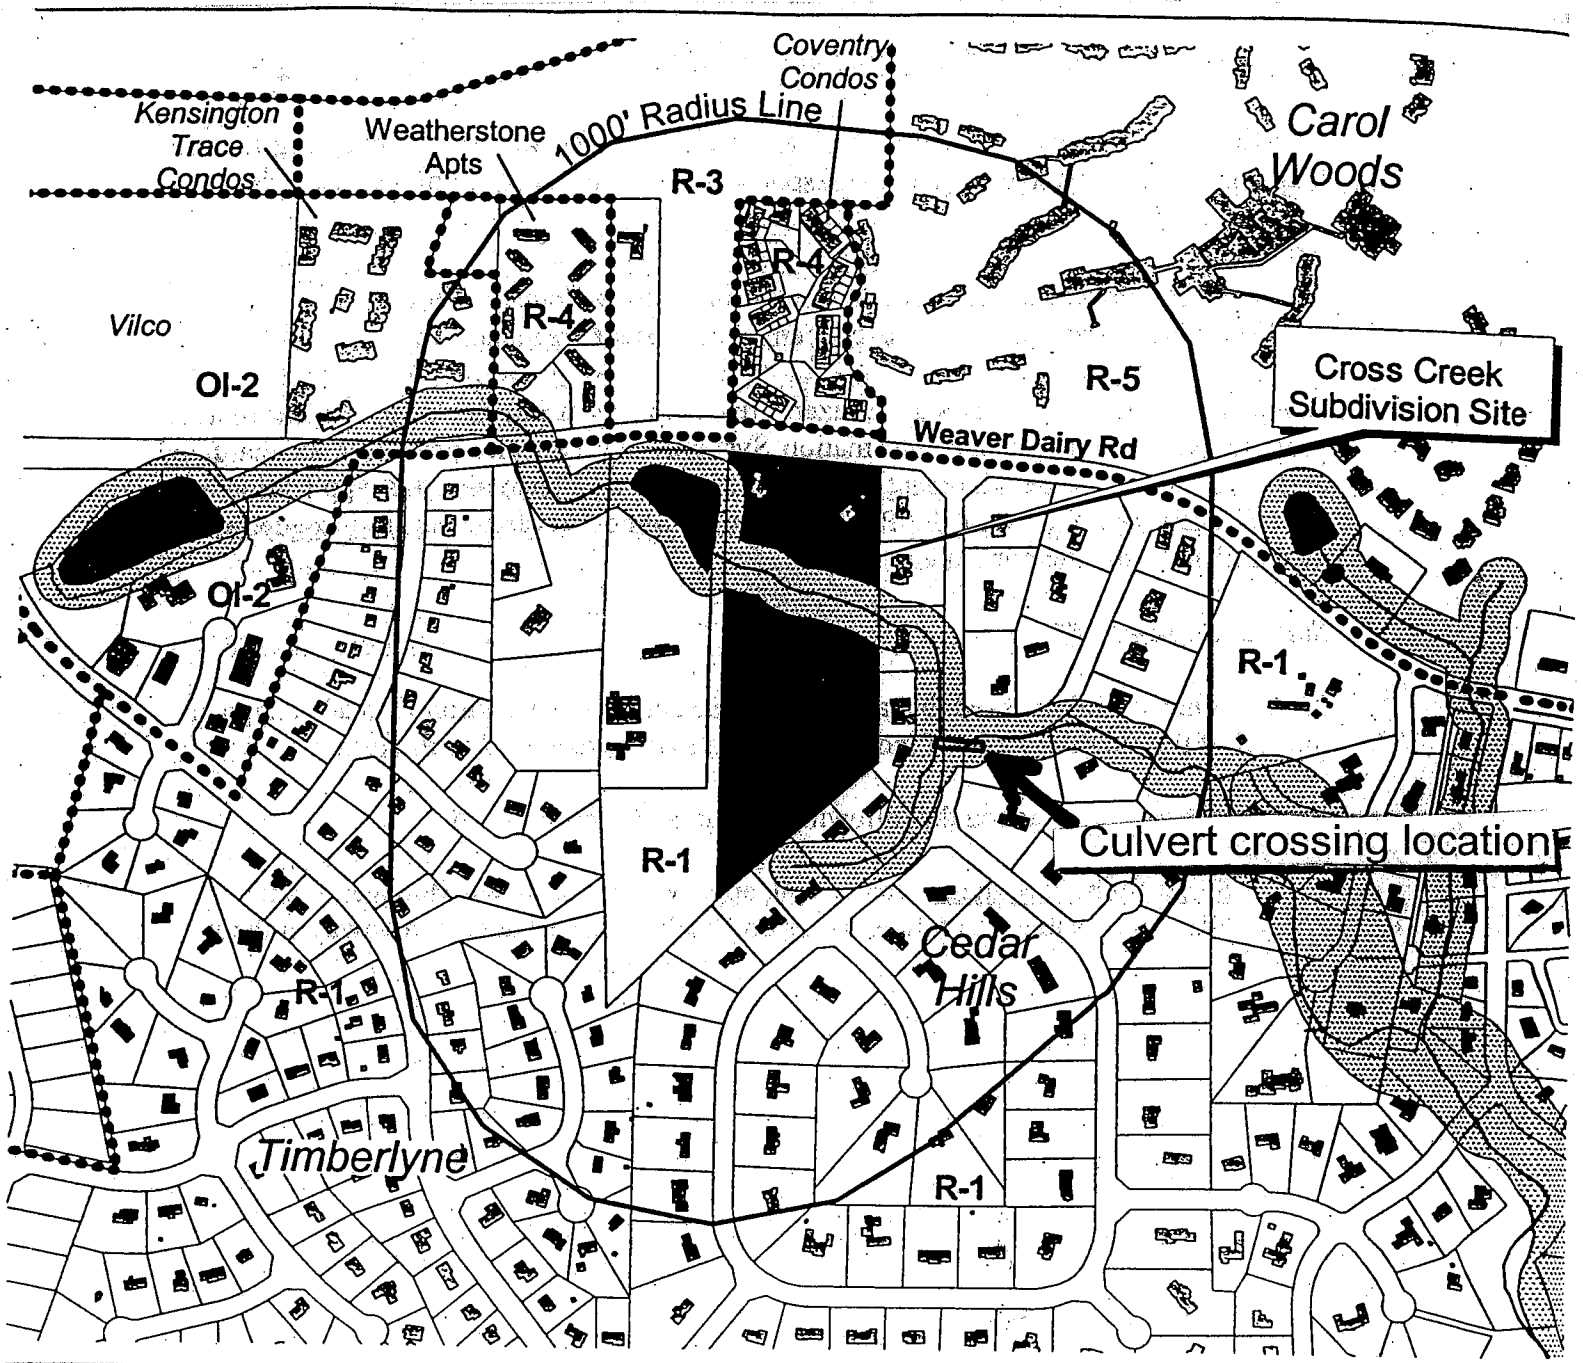 Coventry
Condos
Kensington
Trace
Condos
Weatherstone
Apts
1000' Radius Line
Carol
Woods
R-3
R-4
R-4
Vilco
OI-2
R-5
Cross Creek
Subdivision Site
Weaver Dairy Rd
OI-2
R-1
Culvert crossing location
R-1
Cedar
Hills
R-1
Timberlyne
R-1